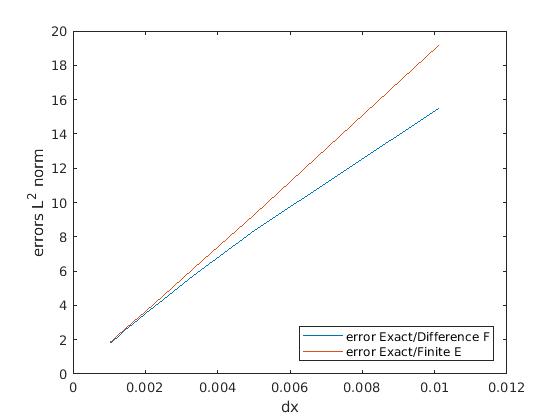 20
18
16
14
12
10
8
6
4
2
0
errors L² norm
error Exact/Difference F
error Exact/Finite E
0 0.002 0.004 0.006 0.008 0.01 0.012
dx